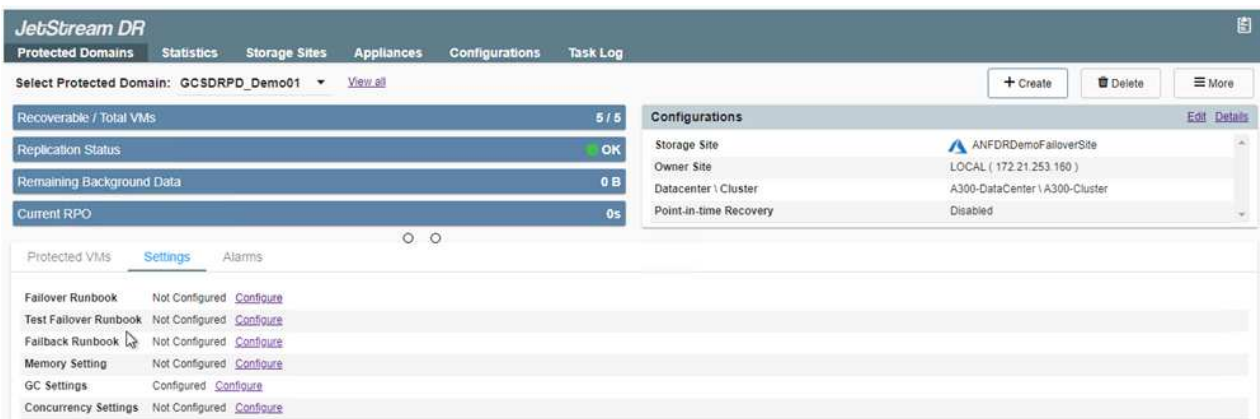 JetStream DR
Protected Domains Statistics Storage Sites Appliances Configurations Task Log
Select Protected Domain: GCSDRPD_Demo01 View all
+ Create Delete More
Recoverable / Total VMs 5 / 5
Replication Status OK
Remaining Background Data 0 B
Current RPO 0s
Configurations Edit Details
Storage Site ANFDRDemoFailoverSite
Owner Site LOCAL ( 172.21.253.160 )
Datacenter \ Cluster A300-DataCenter \ A300-Cluster
Point-in-time Recovery Disabled
Protected VMs Settings Alarms
Failover Runbook Not Configured Configure
Test Failover Runbook Not Configured Configure
Failback Runbook Not Configured Configure
Memory Setting Not Configured Configure
GC Settings Configured Configure
Concurrency Settings Not Configured Configure